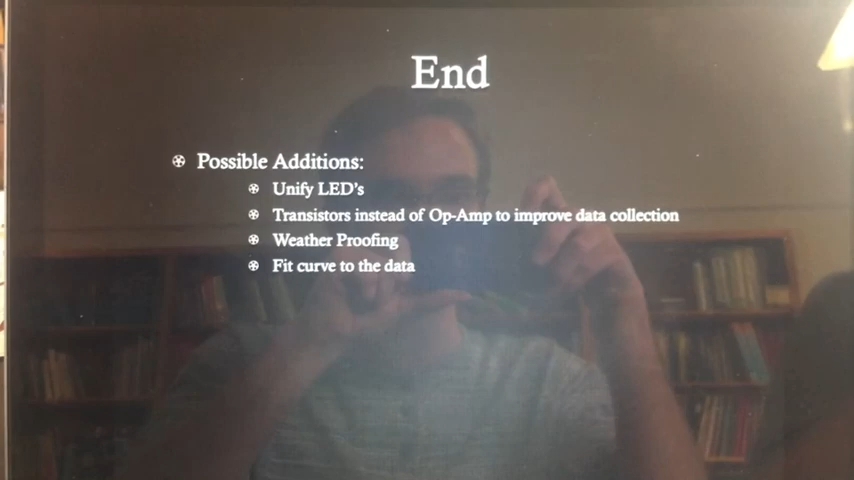 End
Possible Additions:
Unify LED's
Transistors instead of Op-Amp to improve data collection
Weather Proofing
Fit curve to the data